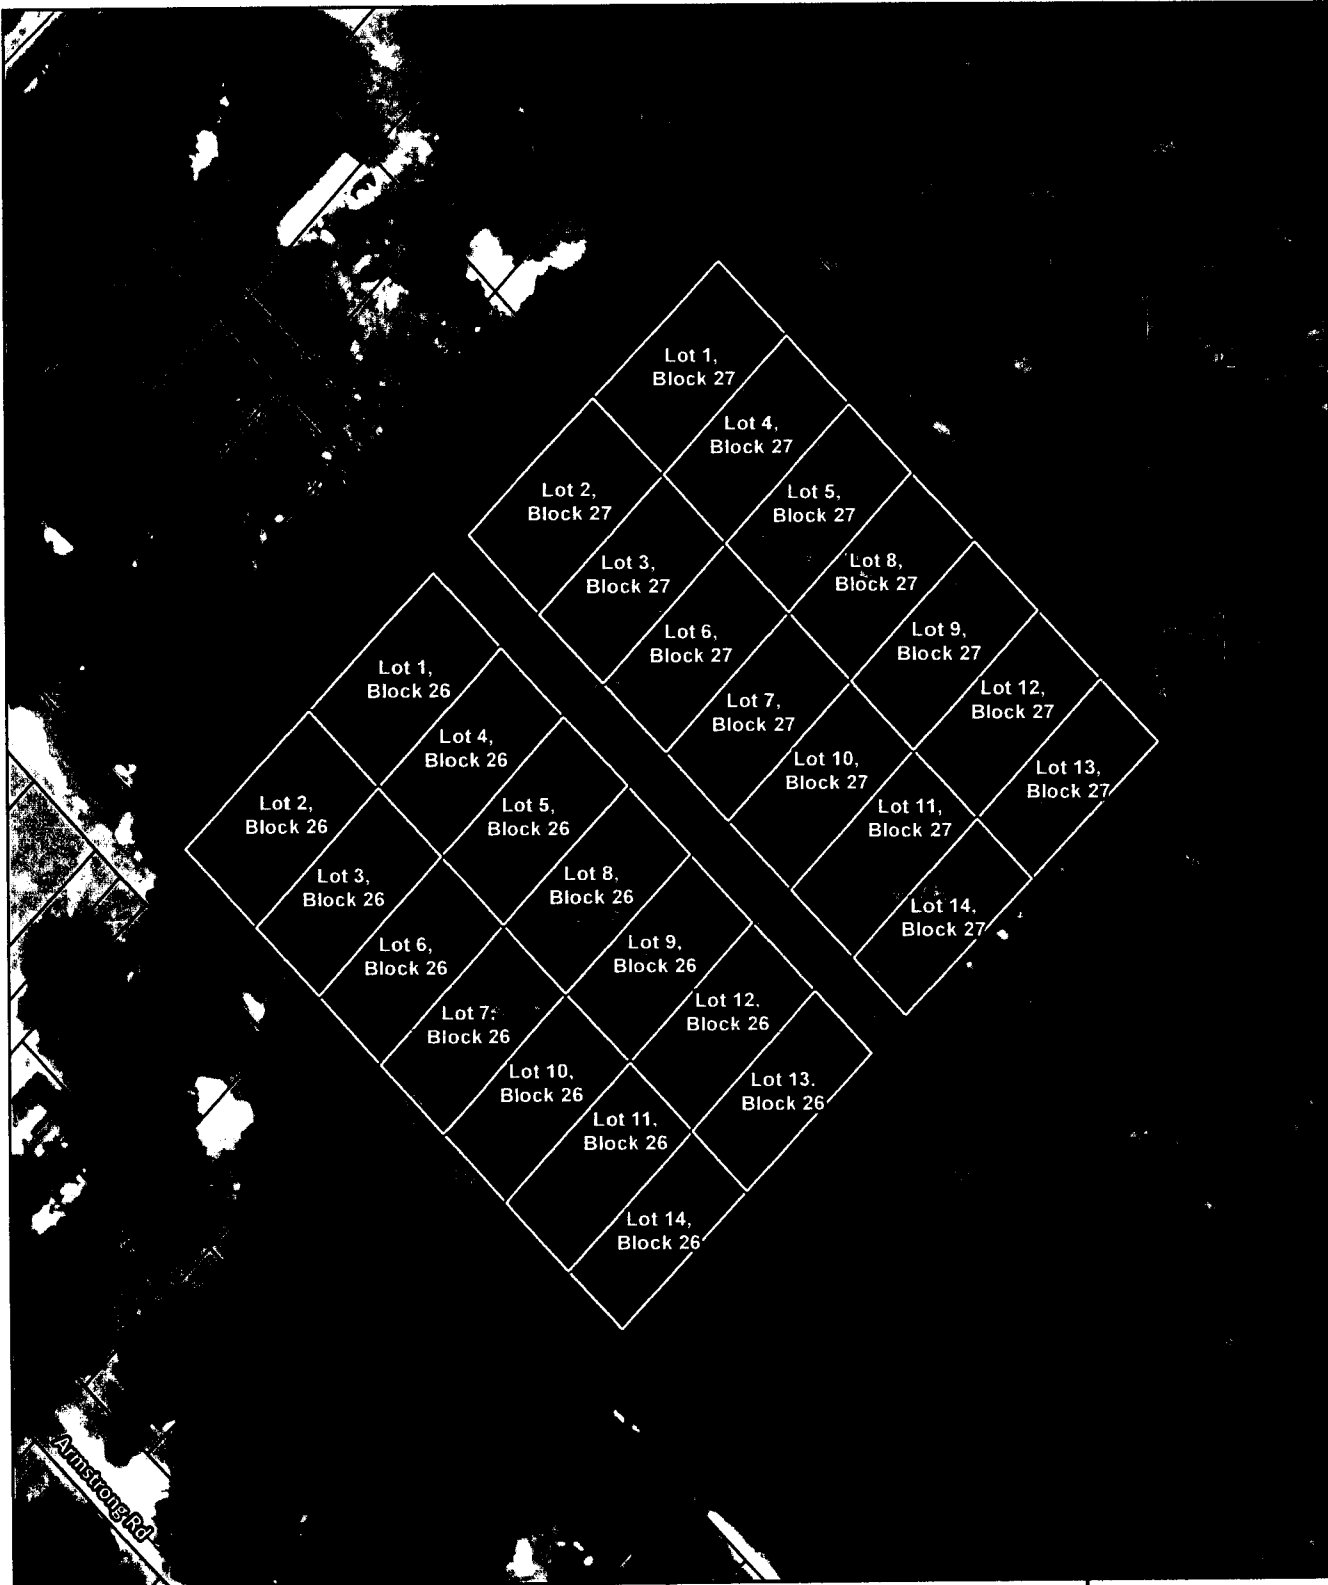 Lot 1,
Block 27
Lot 4,
Block 27
Lot 2,
Block 27
Lot 5,
Block 27
Lot 3,
Block 27
Lot 8,
Block 27
Lot 6,
Block 27
Lot 9,
Block 27
Lot 7,
Block 27
Lot 12,
Block 27
Lot 10,
Block 27
Lot 13,
Block 27
Lot 11,
Block 27
Lot 14,
Block 27
Lot 1,
Block 26
Lot 4,
Block 26
Lot 2,
Block 26
Lot 5,
Block 26
Lot 3,
Block 26
Lot 8,
Block 26
Lot 6,
Block 26
Lot 9,
Block 26
Lot 7,
Block 26
Lot 12,
Block 26
Lot 10,
Block 26
Lot 13.
Block 26
Lot 11,
Block 26
Lot 14,
Block 26
Armstrong Rd